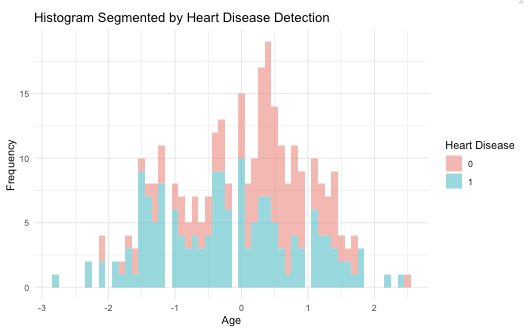 Histogram Segmented by Heart Disease Detection
15
10
5
0
Frequency
-3 -2 -1 0 1 2
Age
Heart Disease
0
1